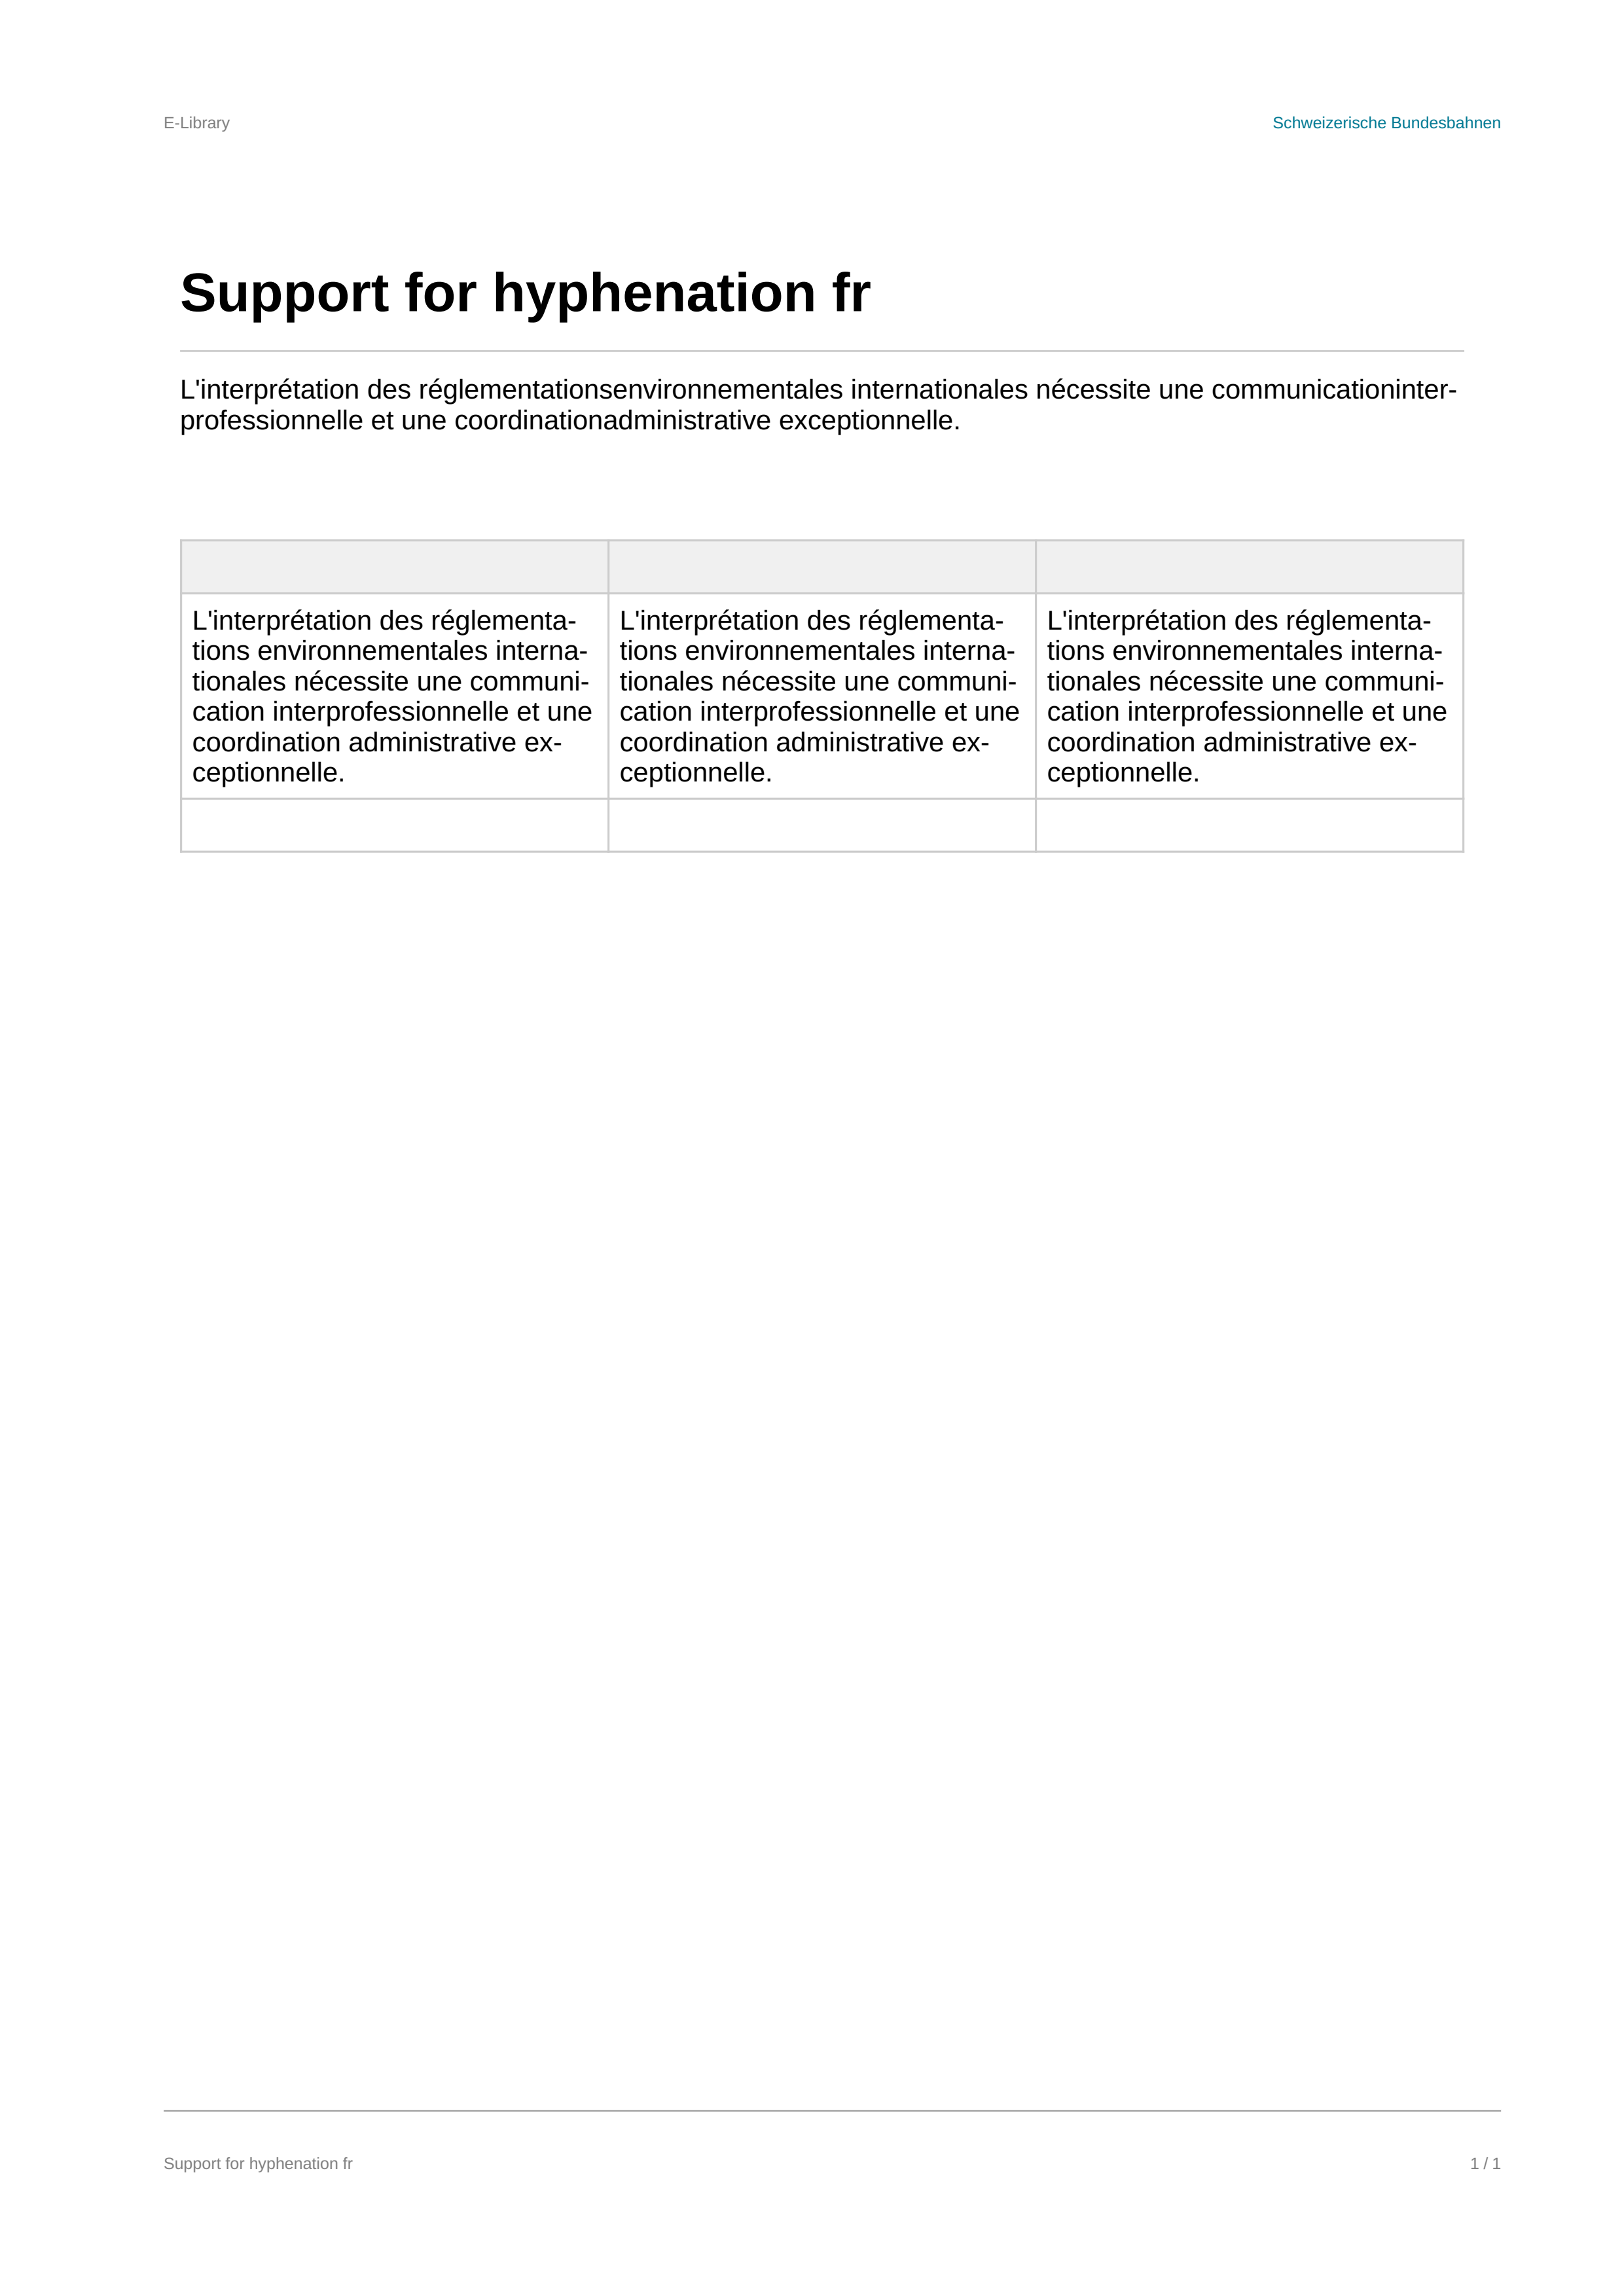 E-Library
Schweizerische Bundesbahnen
Support for hyphenation fr
L'interprétation des réglementationsenvironnementales internationales nécessite une communicationinter-
professionnelle et une coordinationadministrative exceptionnelle.
L'interprétation des réglementa-
tions environnementales interna-
tionales nécessite une communi-
cation interprofessionnelle et une
coordination administrative ex-
ceptionnelle.
L'interprétation des réglementa-
tions environnementales interna-
tionales nécessite une communi-
cation interprofessionnelle et une
coordination administrative ex-
ceptionnelle.
L'interprétation des réglementa-
tions environnementales interna-
tionales nécessite une communi-
cation interprofessionnelle et une
coordination administrative ex-
ceptionnelle.
Support for hyphenation fr
1 / 1